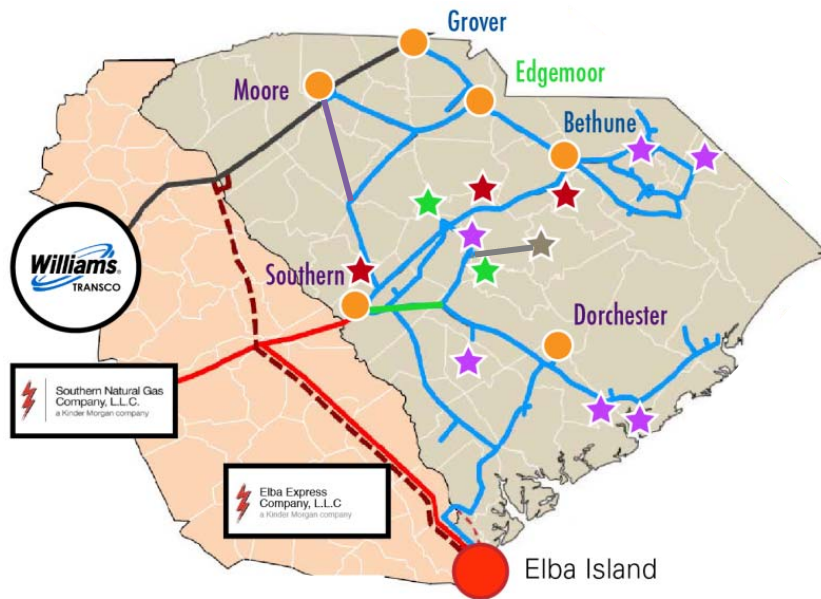 Grover
Edgemoor
Moore
Bethune
Williams®
TRANSCO
Southern
Dorchester
Southern Natural Gas
Company, L.L.C.
a Kinder Morgan company
Elba Express
Company, L.L.C
a Kinder Morgan company
Elba Island